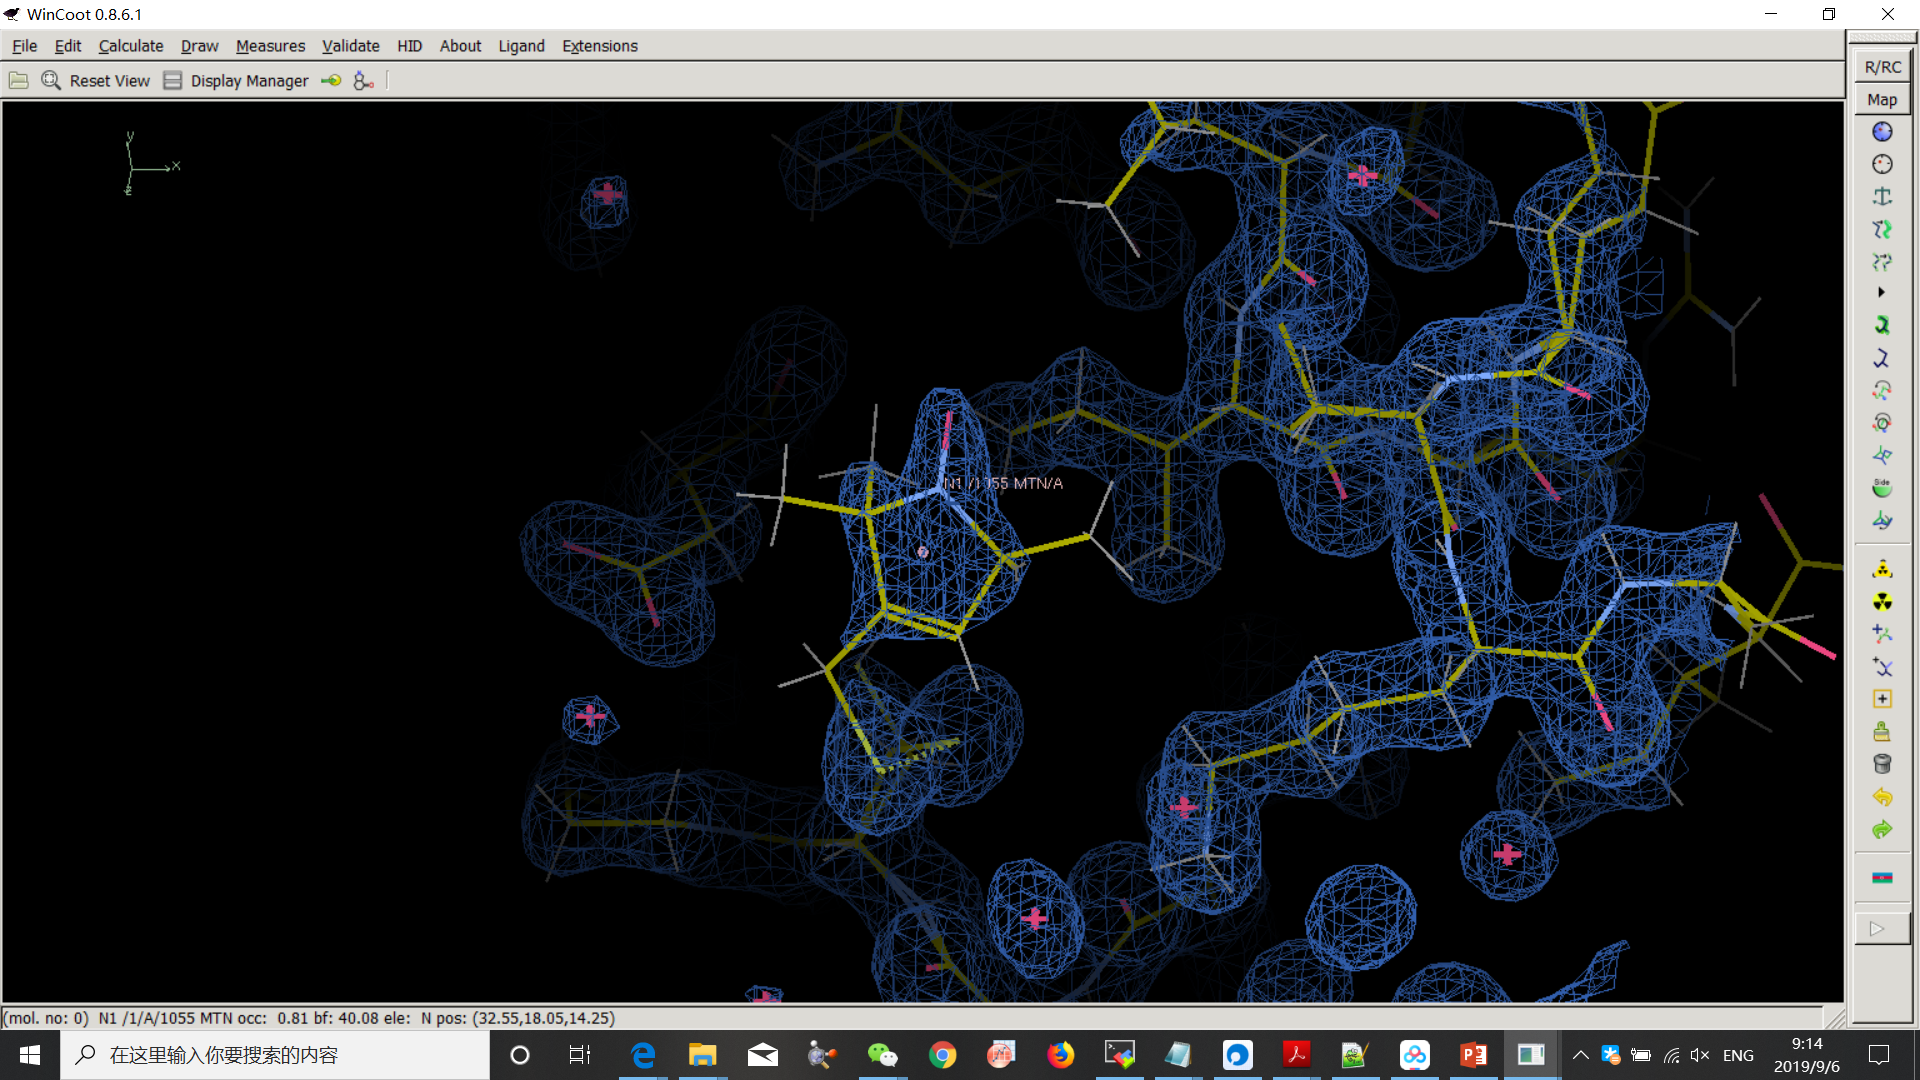 WinCoot 0.8.6.1
File Edit Calculate Draw Measures Validate HID About Ligand Extensions
R/RC
Reset View Display Manager
Map
y
x
z
N1 /1055 MTN/A
Side
(mol. no: 0) N1 /1/A/1055 MTN occ: 0.81 bf: 40.08 ele: N pos: (32.55,18.05,14.25)
在这里输入你要搜索的内容
ENG
9:14
2019/9/6